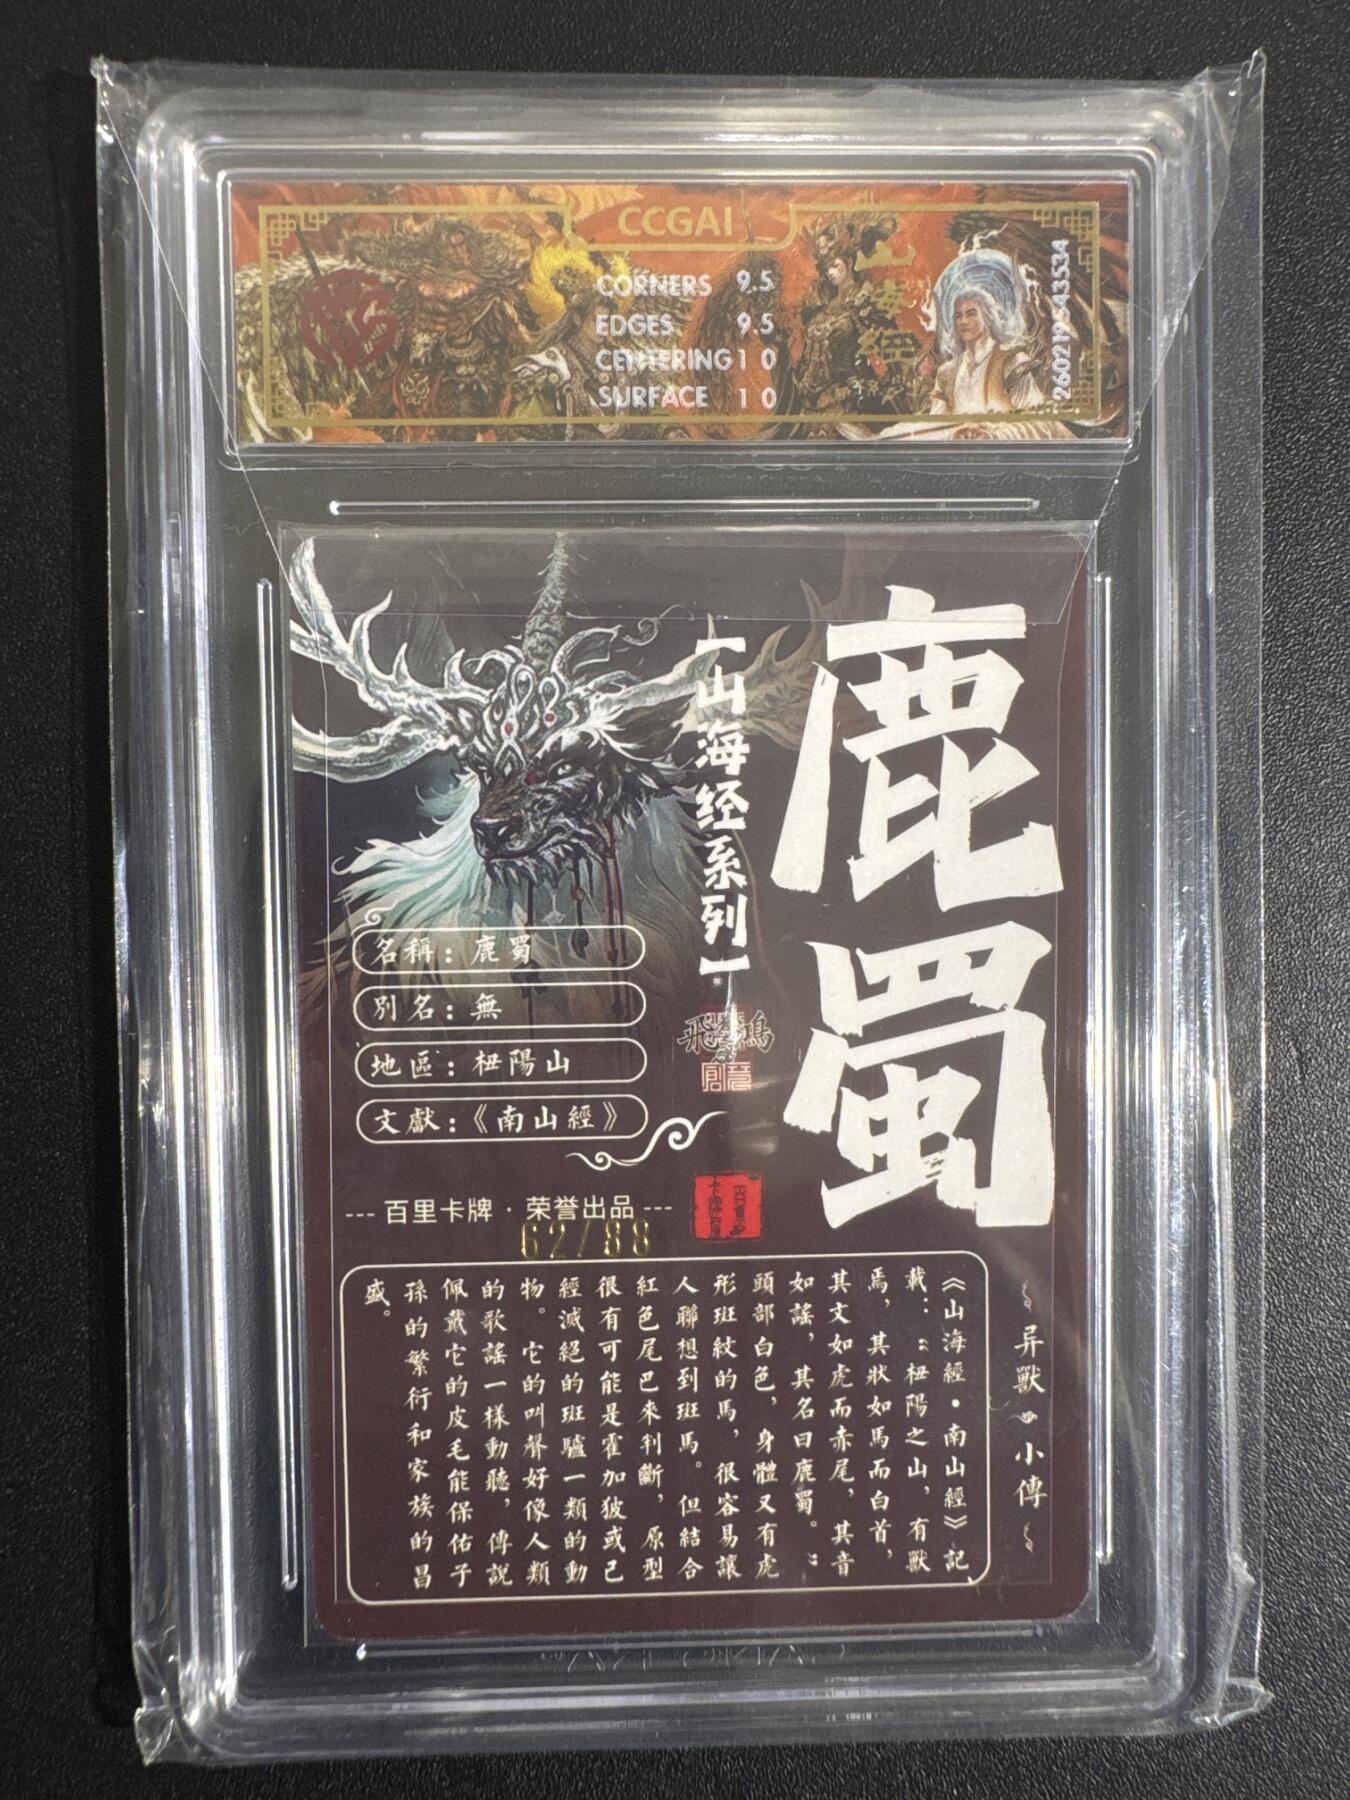 CCGAI
CORNERS 9.5
EDGES 9.5
CENTERING 10
SURFACE 10
山海經
260219543534
鹿蜀
【山海经系列】
名稱：鹿蜀
別名：無
地區：杻陽山
文獻：《南山經》
--- 百里卡牌 · 荣誉出品 ---
62/88
异獸 小傳
《山海經·南山經》記
載：“杻陽之山，有獸
焉，其狀如馬而白首，
其文如虎而赤尾，其音
如謠，其名曰鹿蜀。”
頭部白色，身體又有虎
形斑紋的馬，很容易讓
人聯想到斑馬。但結合
紅色尾巴來判斷，原型
很有可能是霍加狓或已
經滅絕的斑驢一類的動
物。它的叫聲好像人類
的歌謠一樣動聽，傳說
佩戴它的皮毛能保佑子
孫的繁衍和家族的昌
盛。